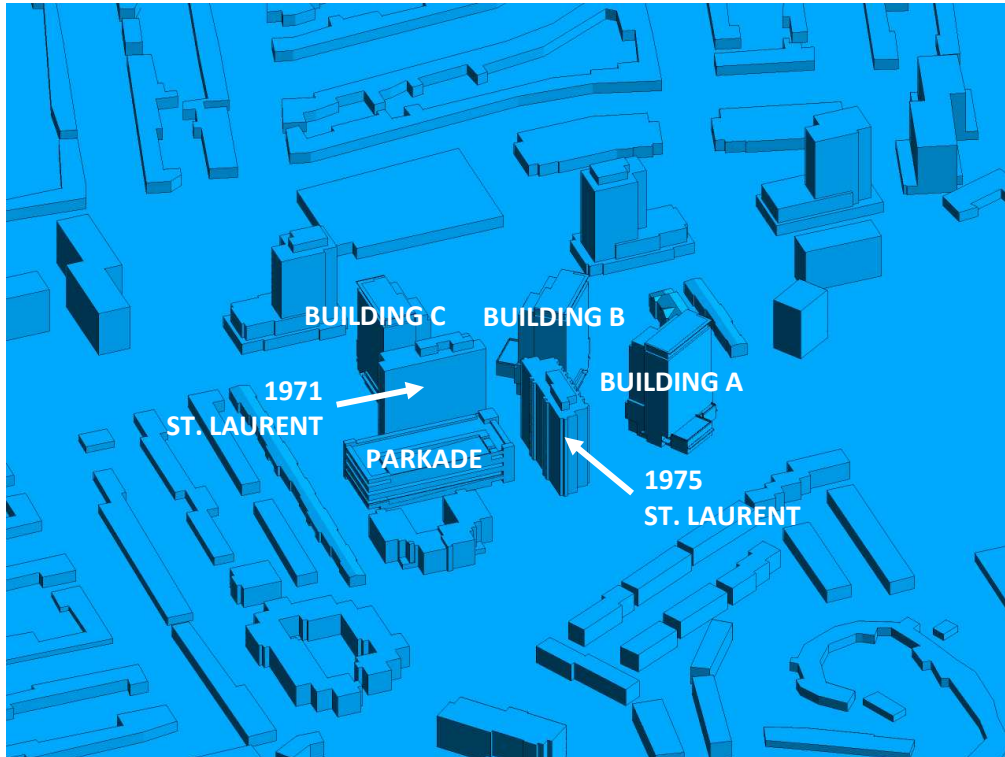 BUILDING C
BUILDING B
BUILDING A
1971
ST. LAURENT
PARKADE
1975
ST. LAURENT